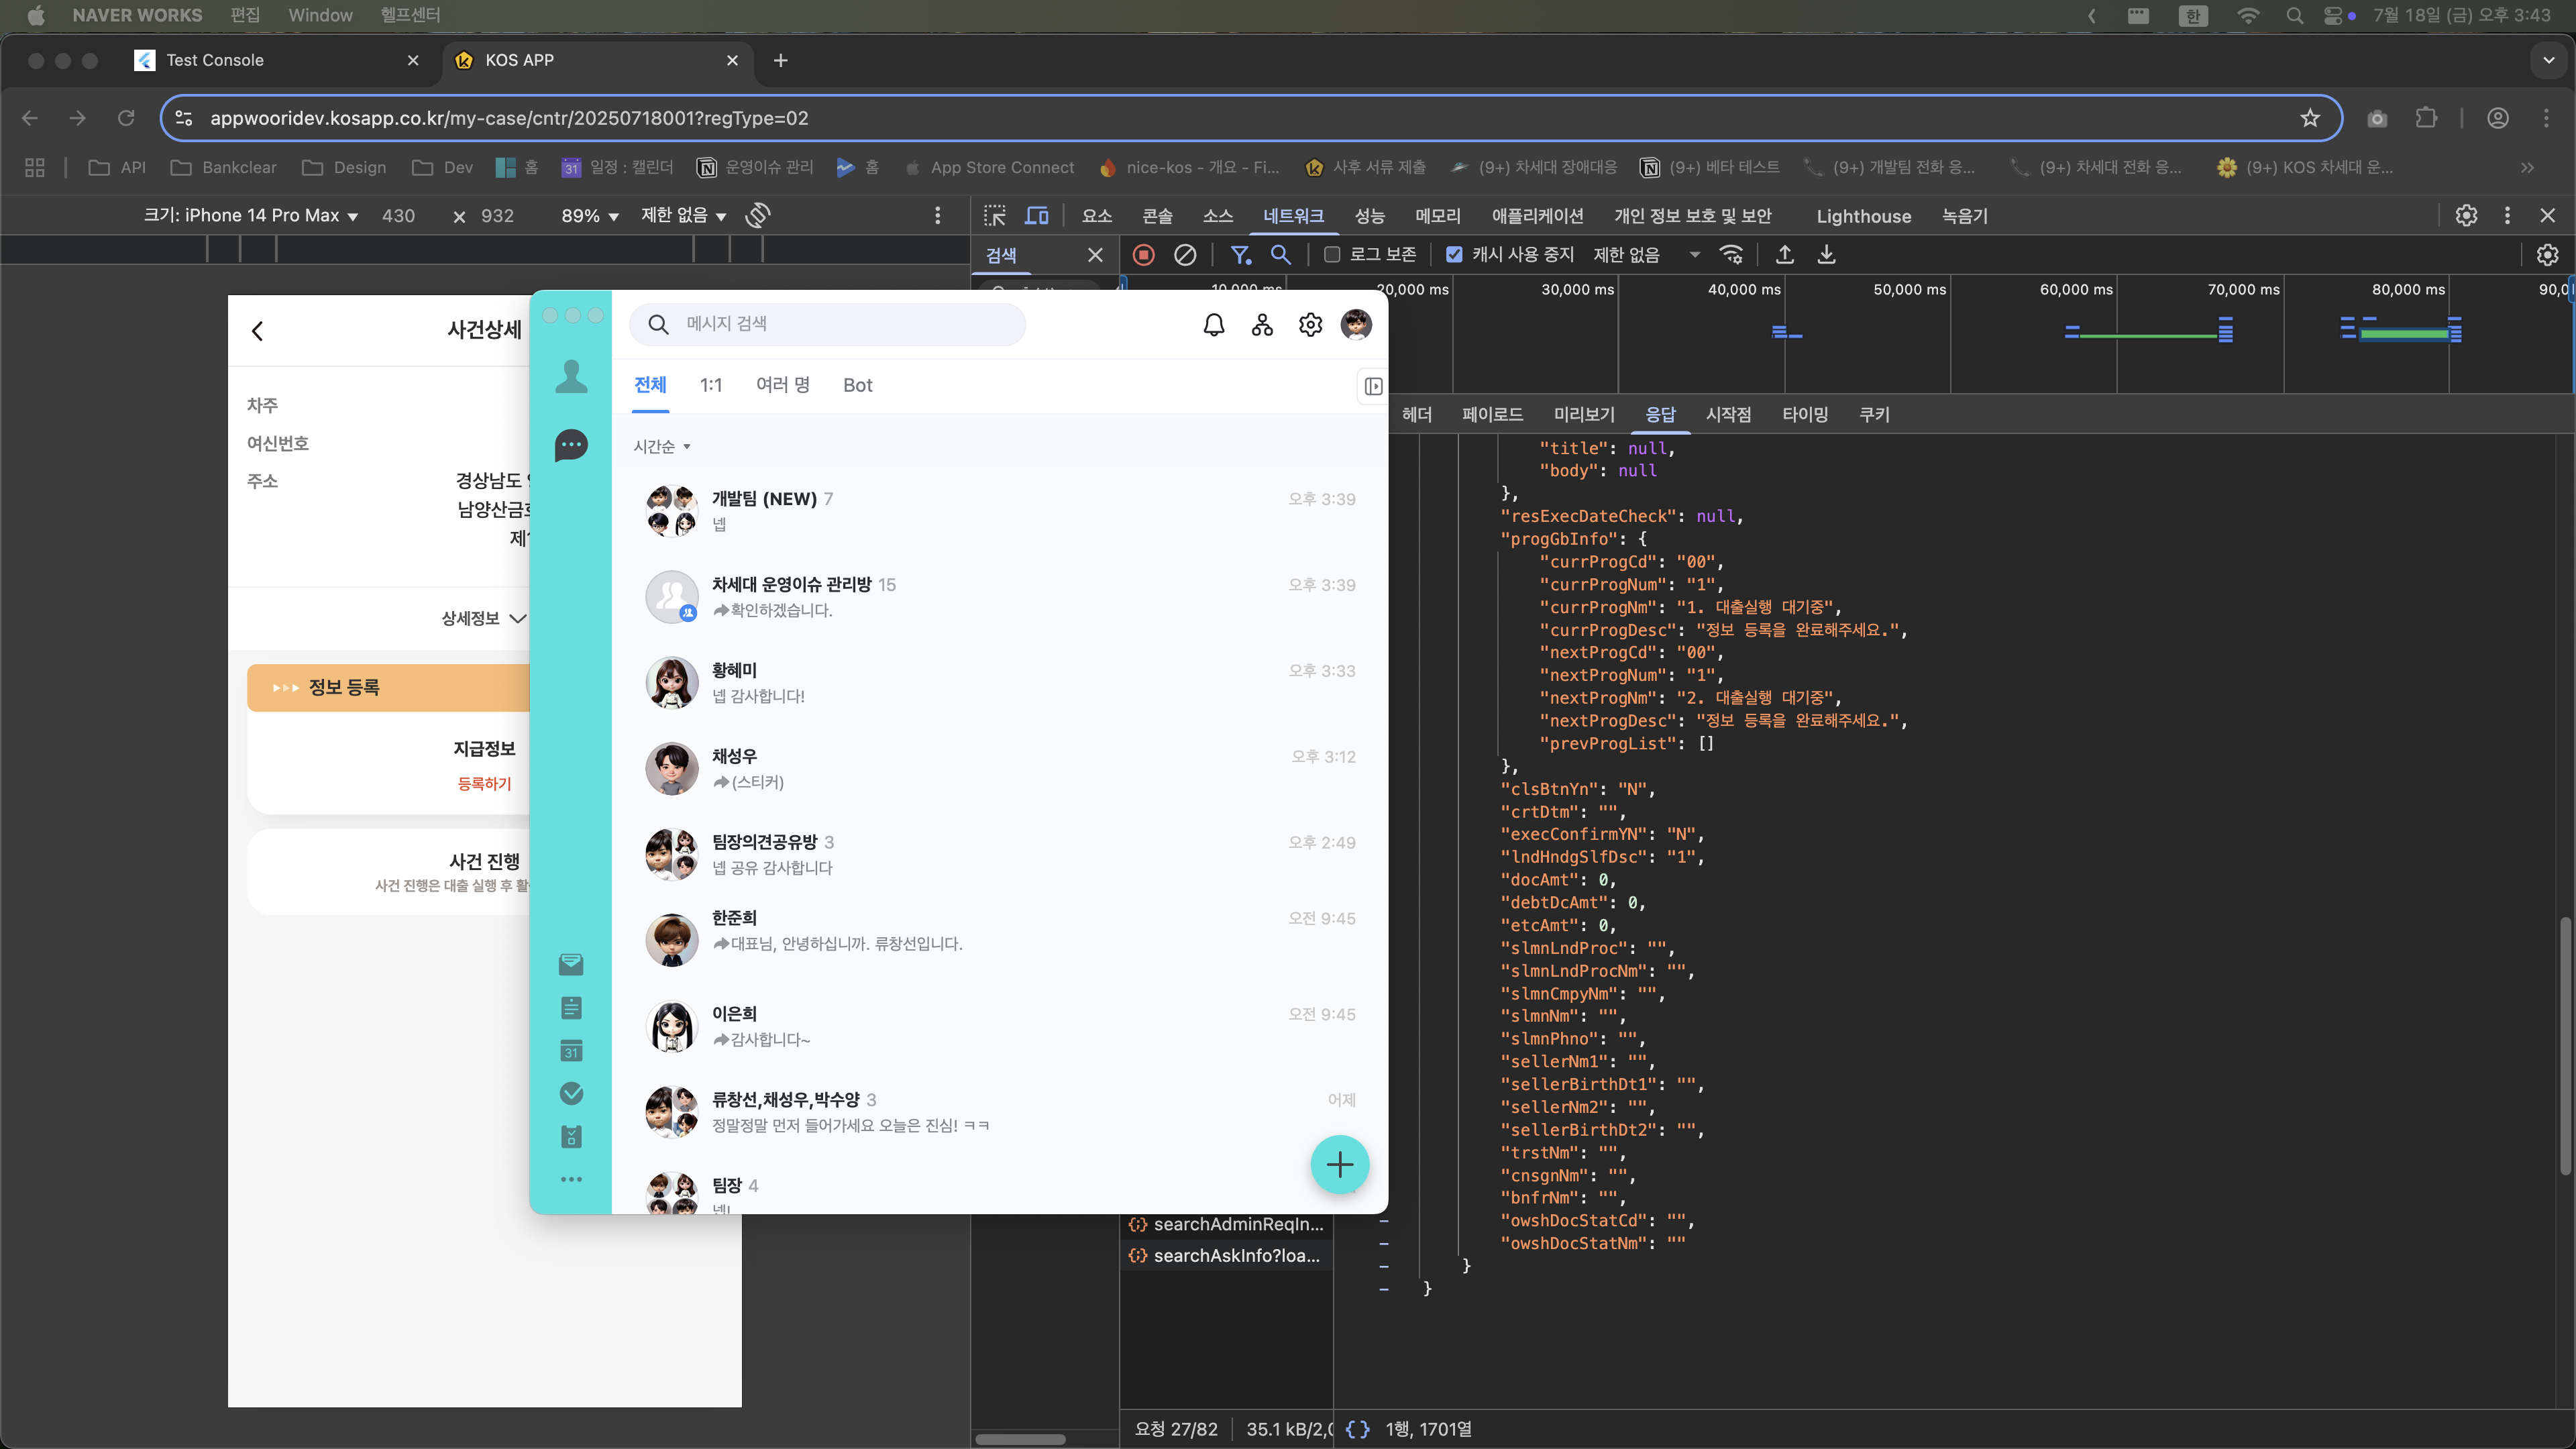 NAVER WORKS 편집 Window 헬프센터 한 7월 18일 (금) 오후 3:43
Test Console KOS APP
appwooridev.kosapp.co.kr/my-case/cntr/20250718001?regType=02
API Bankclear Design Dev 홈 31 일정 : 캘린더 운영이슈 관리 홈 App Store Connect nice-kos - 개요 - Fi... 사후 서류 제출 (9+) 차세대 장애대응 (9+) 베타 테스트 (9+) 개발팀 전화 응... (9+) 차세대 전화 응... (9+) KOS 차세대 운...
크기: iPhone 14 Pro Max 430 × 932 89% 제한 없음
요소 콘솔 소스 네트워크 성능 메모리 애플리케이션 개인 정보 보호 및 보안 Lighthouse 녹음기
검색 로그 보존 캐시 사용 중지 제한 없음
10,000 ms 20,000 ms 30,000 ms 40,000 ms 50,000 ms 60,000 ms 70,000 ms 80,000 ms 90,0
사건상세
차주
여신번호
주소
경상남도
남양산금호
상세정보
정보 등록
지급정보
등록하기
사건 진행
사건 진행은 대출 실행 후 활
메시지 검색
전체 1:1 여러 명 Bot
시간순
개발팀 (NEW) 7 오후 3:39
넵
차세대 운영이슈 관리방 15 오후 3:39
확인하겠습니다.
황혜미 오후 3:33
넵 감사합니다!
채성우 오후 3:12
(스티커)
팀장의견공유방 3 오후 2:49
넵 공유 감사합니다
한준희 오전 9:45
대표님, 안녕하십니까. 류창선입니다.
이은희 오전 9:45
감사합니다~
류창선,채성우,박수양 3 어제
정말정말 먼저 들어가세요 오늘은 진심! ㅋㅋ
팀장 4
넵!
31
헤더 페이로드 미리보기 응답 시작점 타이밍 쿠키
"title": null,
"body": null
},
"resExecDateCheck": null,
"progGbInfo": {
"currProgCd": "00",
"currProgNum": "1",
"currProgNm": "1. 대출실행 대기중",
"currProgDesc": "정보 등록을 완료해주세요.",
"nextProgCd": "00",
"nextProgNum": "1",
"nextProgNm": "2. 대출실행 대기중",
"nextProgDesc": "정보 등록을 완료해주세요.",
"prevProgList": []
},
"clsBtnYn": "N",
"crtDtm": "",
"execConfirmYN": "N",
"lndHndgSlfDsc": "1",
"docAmt": 0,
"debtDcAmt": 0,
"etcAmt": 0,
"slmnLndProc": "",
"slmnLndProcNm": "",
"slmnCmpyNm": "",
"slmnNm": "",
"slmnPhno": "",
"sellerNm1": "",
"sellerBirthDt1": "",
"sellerNm2": "",
"sellerBirthDt2": "",
"trstNm": "",
"cnsgnNm": "",
"bnfrNm": "",
"owshDocStatCd": "",
"owshDocStatNm": ""
}
}
searchAdminReqIn...
searchAskInfo?loa...
요청 27/82 35.1 kB/2,0 {} 1행, 1701열